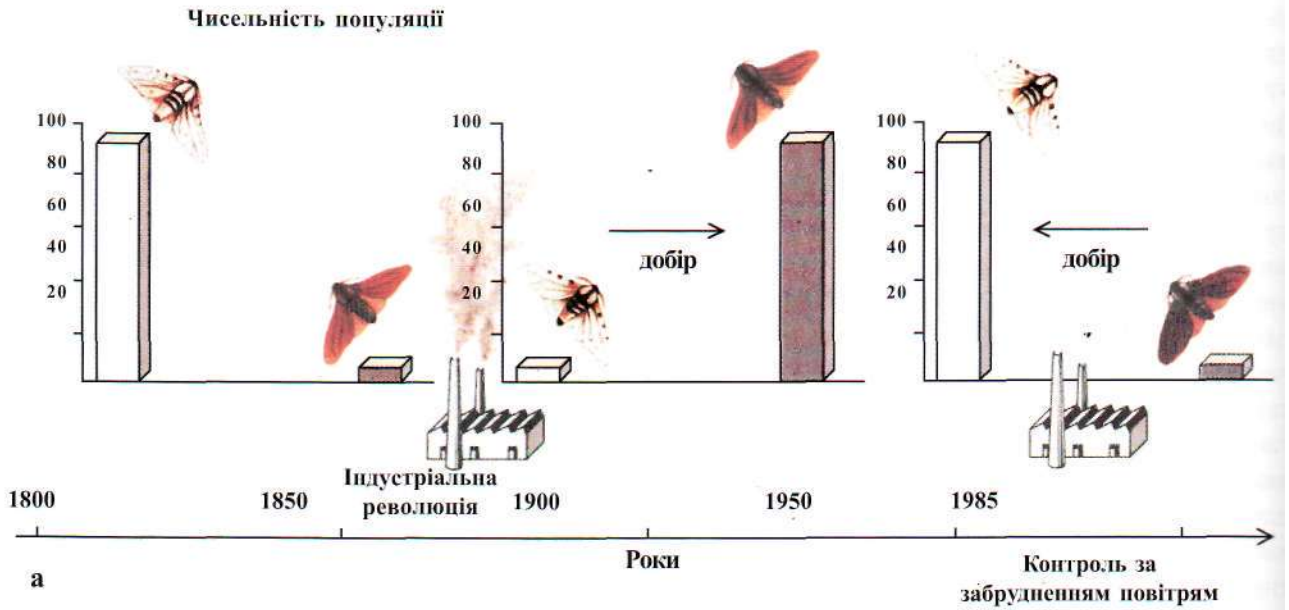 Чисельність популяції
100
80
60
40
20
100
80
60
40
20
добір
100
80
60
40
20
добір
1800
1850
Індустріальна
революція
1900
1950
1985
Роки
Контроль за
забрудненням повітрям
а